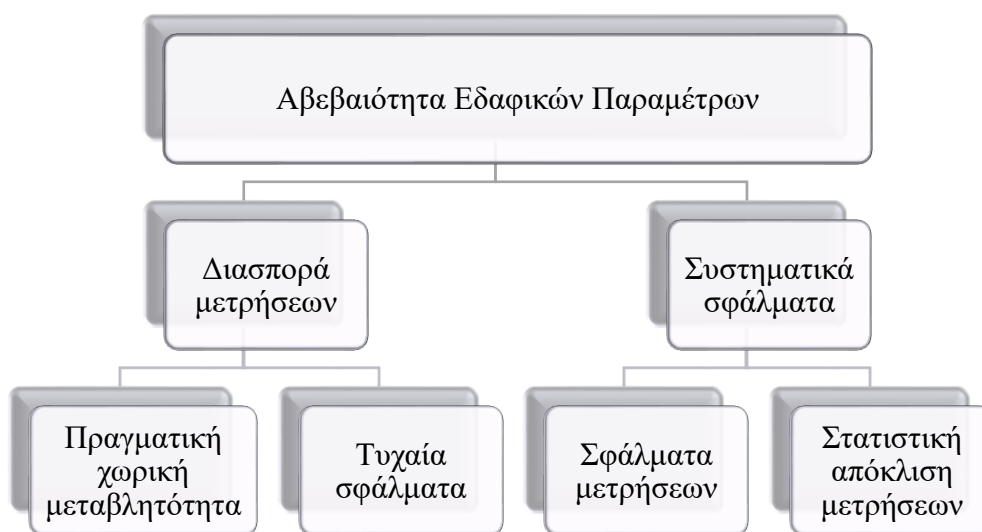 Αβεβαιότητα Εδαφικών Παραμέτρων
Διασπορά
μετρήσεων
Συστηματικά
σφάλματα
Πραγματική
χωρική
μεταβλητότητα
Τυχαία
σφάλματα
Σφάλματα
μετρήσεων
Στατιστική
απόκλιση
μετρήσεων